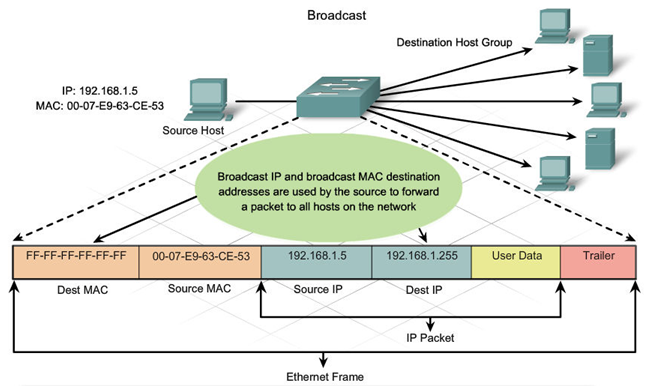 Broadcast
Destination Host Group
IP: 192.168.1.5
MAC: 00-07-E9-63-CE-53
Source Host
Broadcast IP and broadcast MAC destination
addresses are used by the source to forward
a packet to all hosts on the network
FF-FF-FF-FF-FF-FF 00-07-E9-63-CE-53 192.168.1.5 192.168.1.255 User Data Trailer
Dest MAC Source MAC Source IP Dest IP
IP Packet
Ethernet Frame